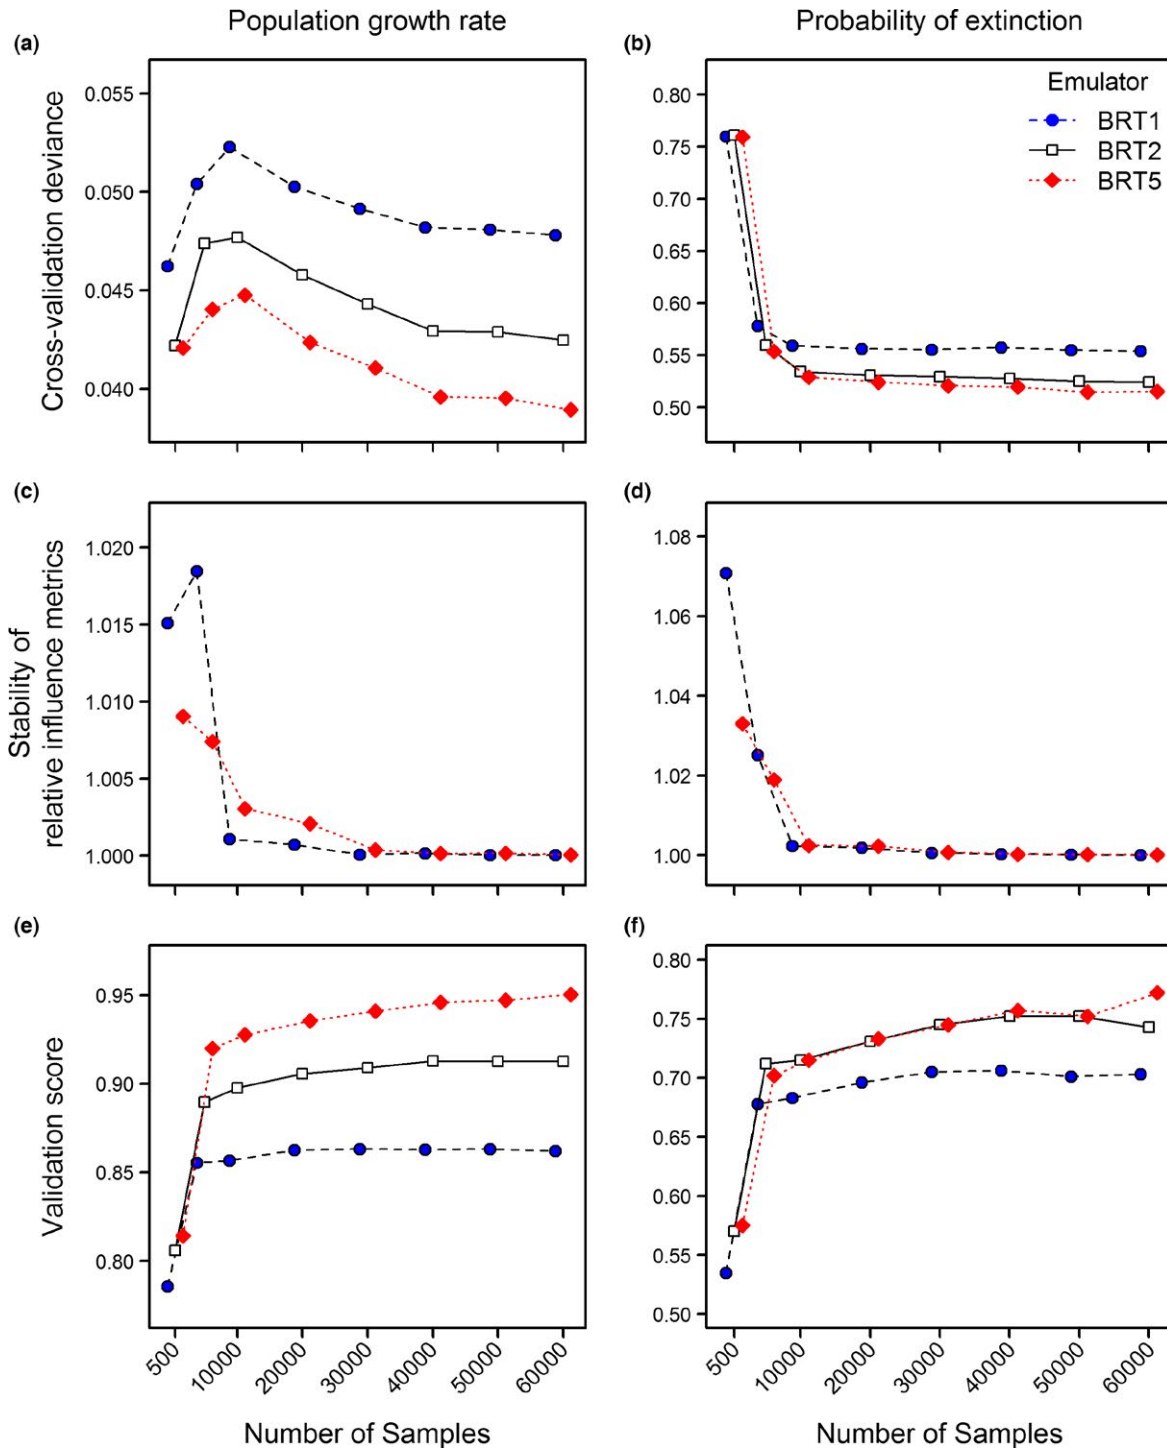 Population growth rate
Probability of extinction
(a)
(b)
Cross-validation deviance
0.055
0.050
0.045
0.040
0.80
0.75
0.70
0.65
0.60
0.55
0.50
Emulator
BRT1
BRT2
BRT5
(c)
(d)
Stability of
relative influence metrics
1.020
1.015
1.010
1.005
1.000
1.08
1.06
1.04
1.02
1.00
(e)
(f)
Validation score
0.95
0.90
0.85
0.80
0.80
0.75
0.70
0.65
0.60
0.55
0.50
500
10000
20000
30000
40000
50000
60000
500
10000
20000
30000
40000
50000
60000
Number of Samples
Number of Samples